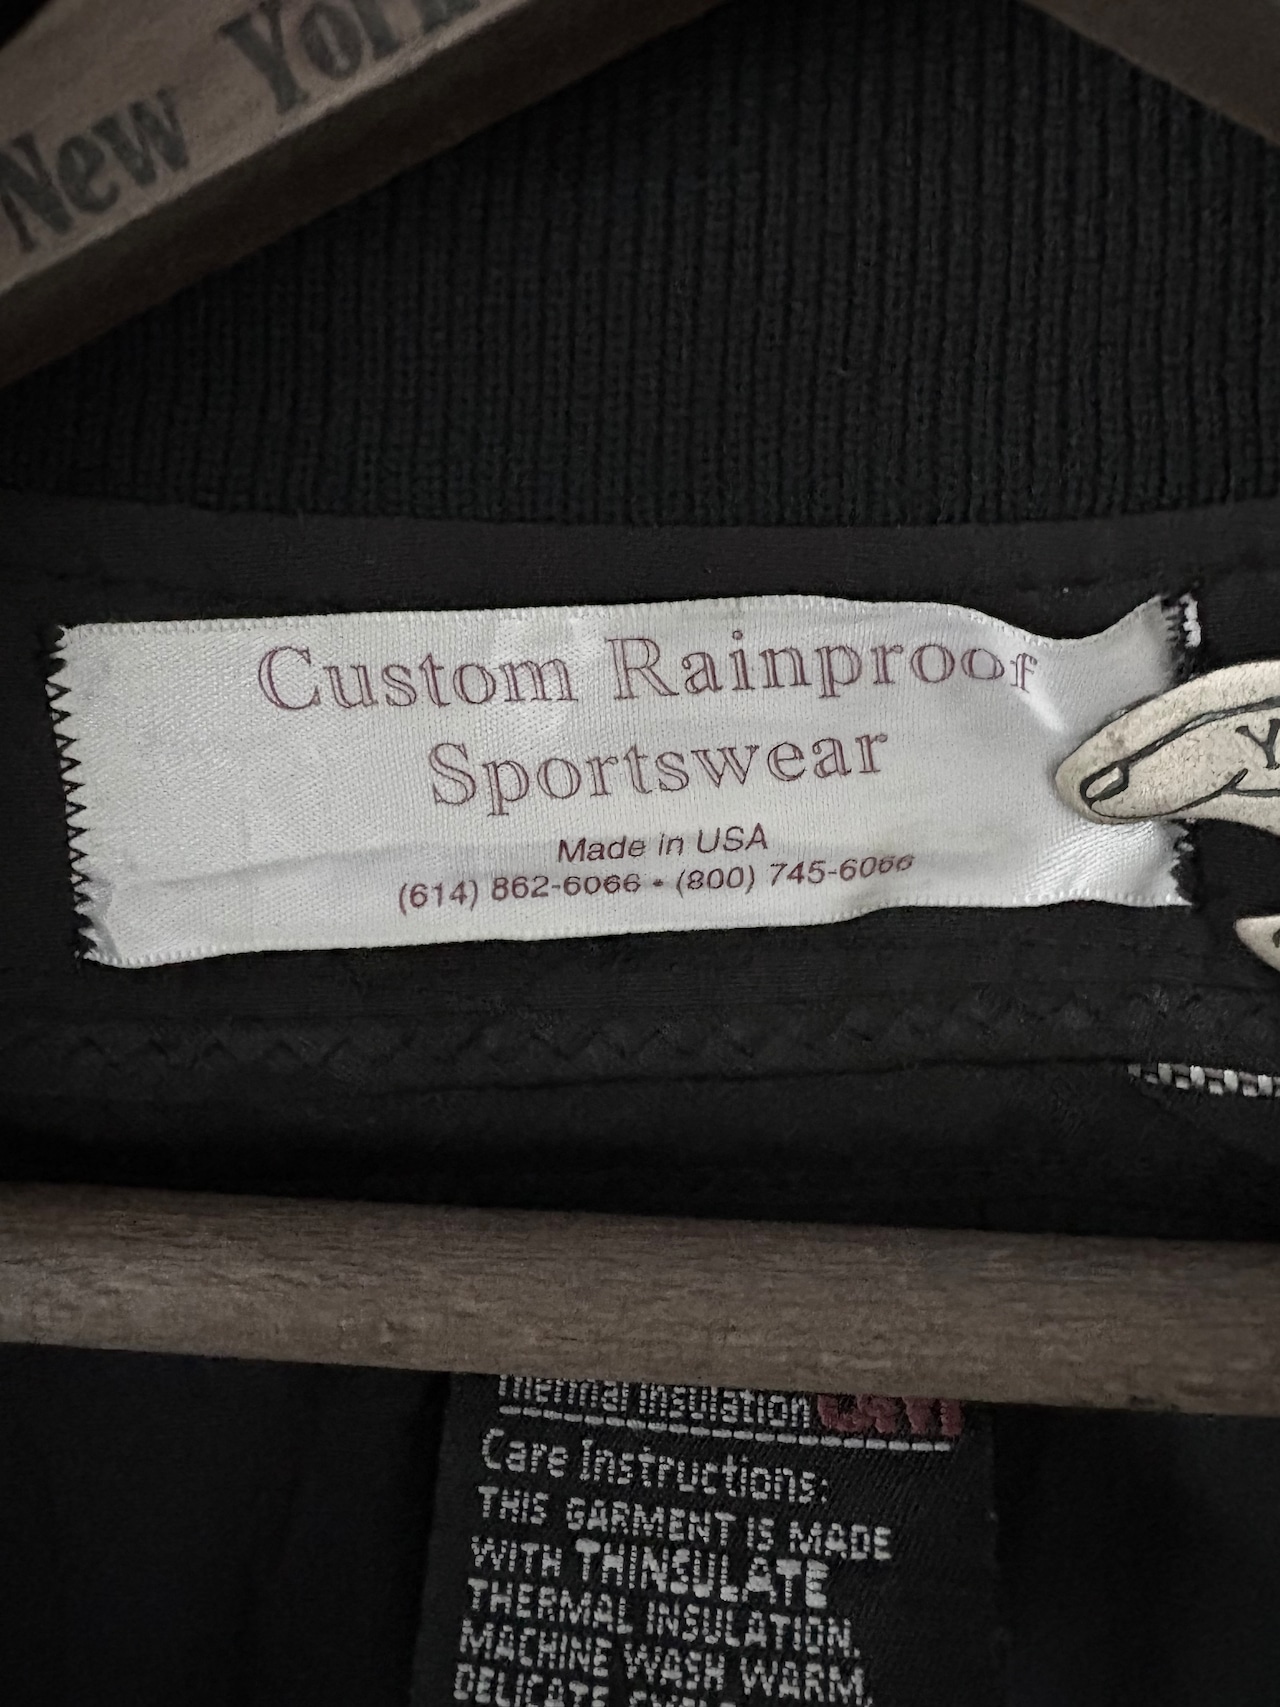 New York
Custom Rainproof
Sportswear
Made in USA
(614) 862-6066 • (800) 745-6066
Y
Thermal Insulation
Care Instructions:
THIS GARMENT IS MADE
WITH THINSULATE
THERMAL INSULATION.
MACHINE WASH WARM,
DELICATE